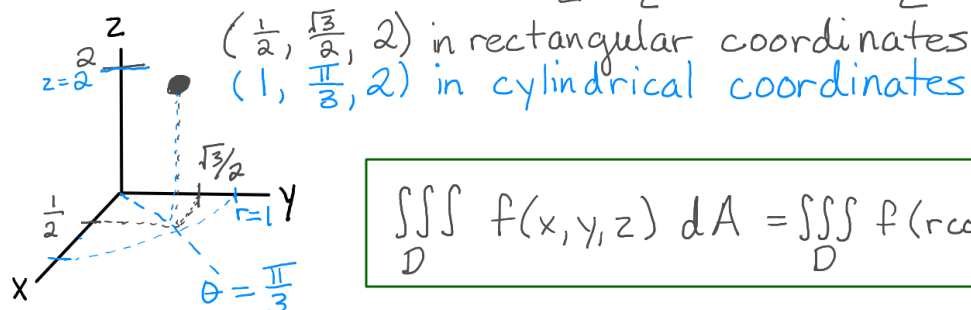 (1/2, √3/2, 2) in rectangular coordinates
(1, π/3, 2) in cylindrical coordinates
z
2
z=2
√3/2
1/2
r=1
y
x
θ = π/3
∫∫∫_D f(x,y,z) dA = ∫∫∫_D f(rco